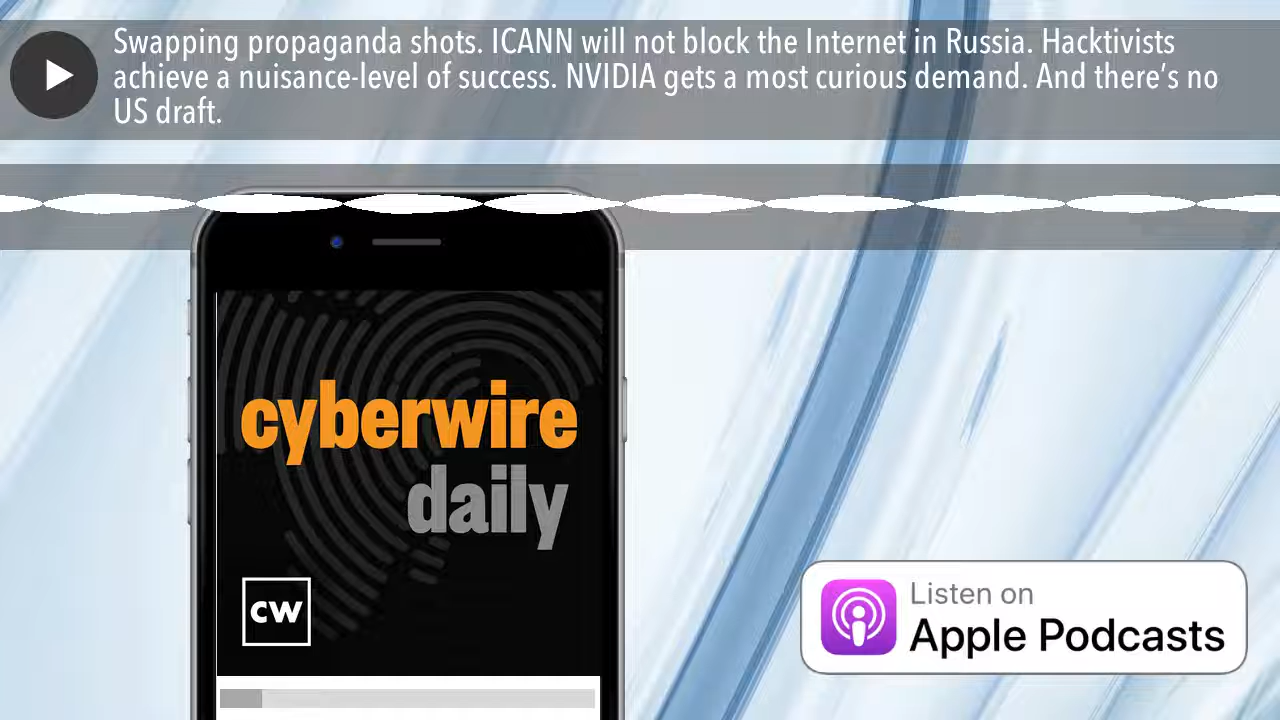 Swapping propaganda shots. ICANN will not block the Internet in Russia. Hacktivists
achieve a nuisance-level of success. NVIDIA gets a most curious demand. And there’s no
US draft.
cyberwire
daily
CW
Listen on
Apple Podcasts